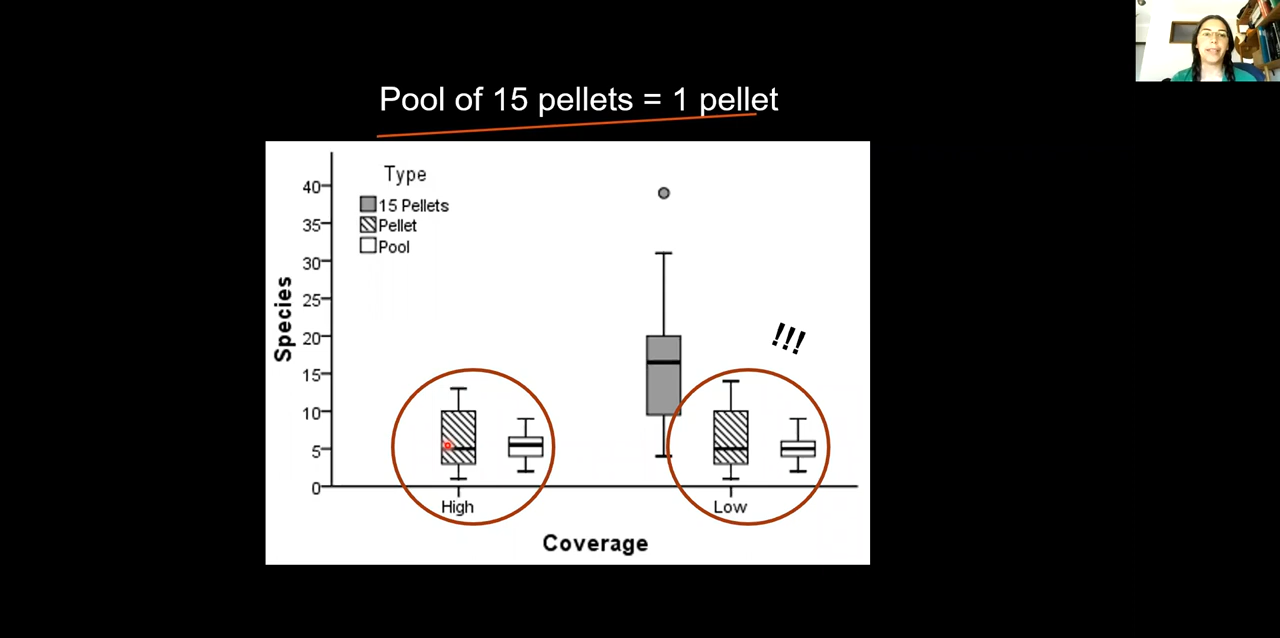 Pool of 15 pellets = 1 pellet
Type
15 Pellets
Pellet
Pool
40
35
30
25
20
15
10
5
0
Species
!!!
High
Low
Coverage